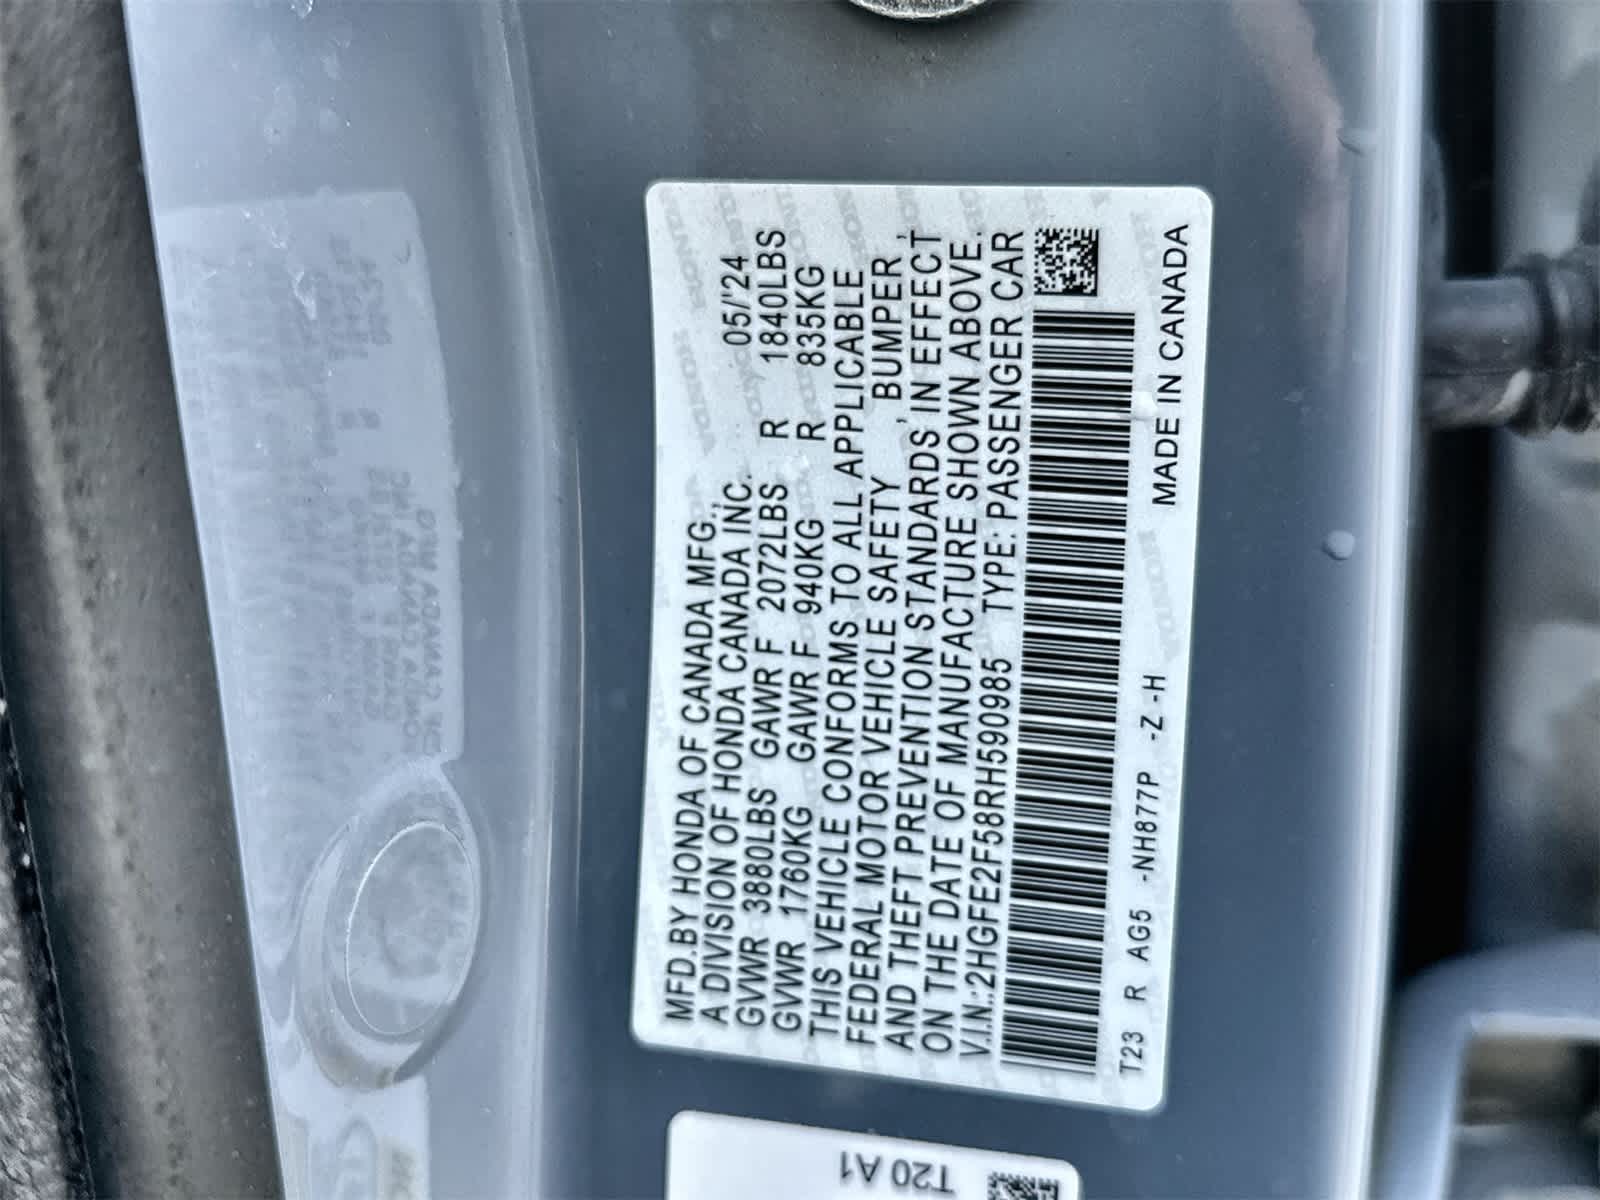 MFD.BY HONDA OF CANADA MFG.,
A DIVISION OF HONDA CANADA INC. 05/'24
GVWR 3880LBS GAWR F 2072LBS R 1840LBS
GVWR 1760KG GAWR F 940KG R 835KG
THIS VEHICLE CONFORMS TO ALL APPLICABLE
FEDERAL MOTOR VEHICLE SAFETY , BUMPER ,
AND THEFT PREVENTION STANDARDS IN EFFECT
ON THE DATE OF MANUFACTURE SHOWN ABOVE.
V.I.N.:2HGFE2F58RH590985 TYPE: PASSENGER CAR
T23 R AG5 -NH877P -Z -H MADE IN CANADA
T20 A1